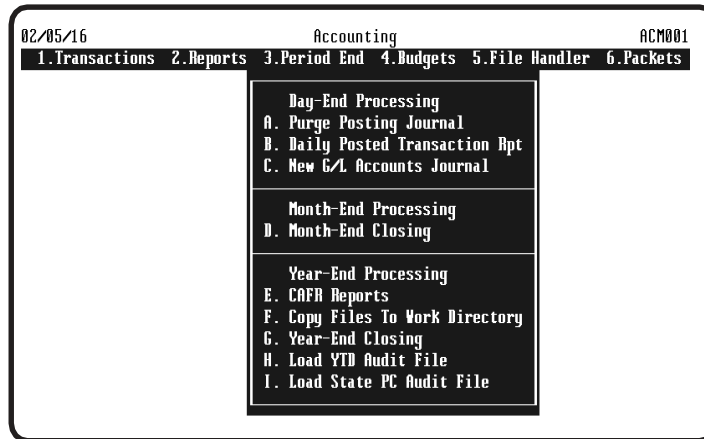 02/05/16 Accounting ACM001
1.Transactions 2.Reports 3.Period End 4.Budgets 5.File Handler 6.Packets
Day-End Processing
A. Purge Posting Journal
B. Daily Posted Transaction Rpt
C. New G/L Accounts Journal
Month-End Processing
D. Month-End Closing
Year-End Processing
E. CAFR Reports
F. Copy Files To Work Directory
G. Year-End Closing
H. Load YTD Audit File
I. Load State PC Audit File